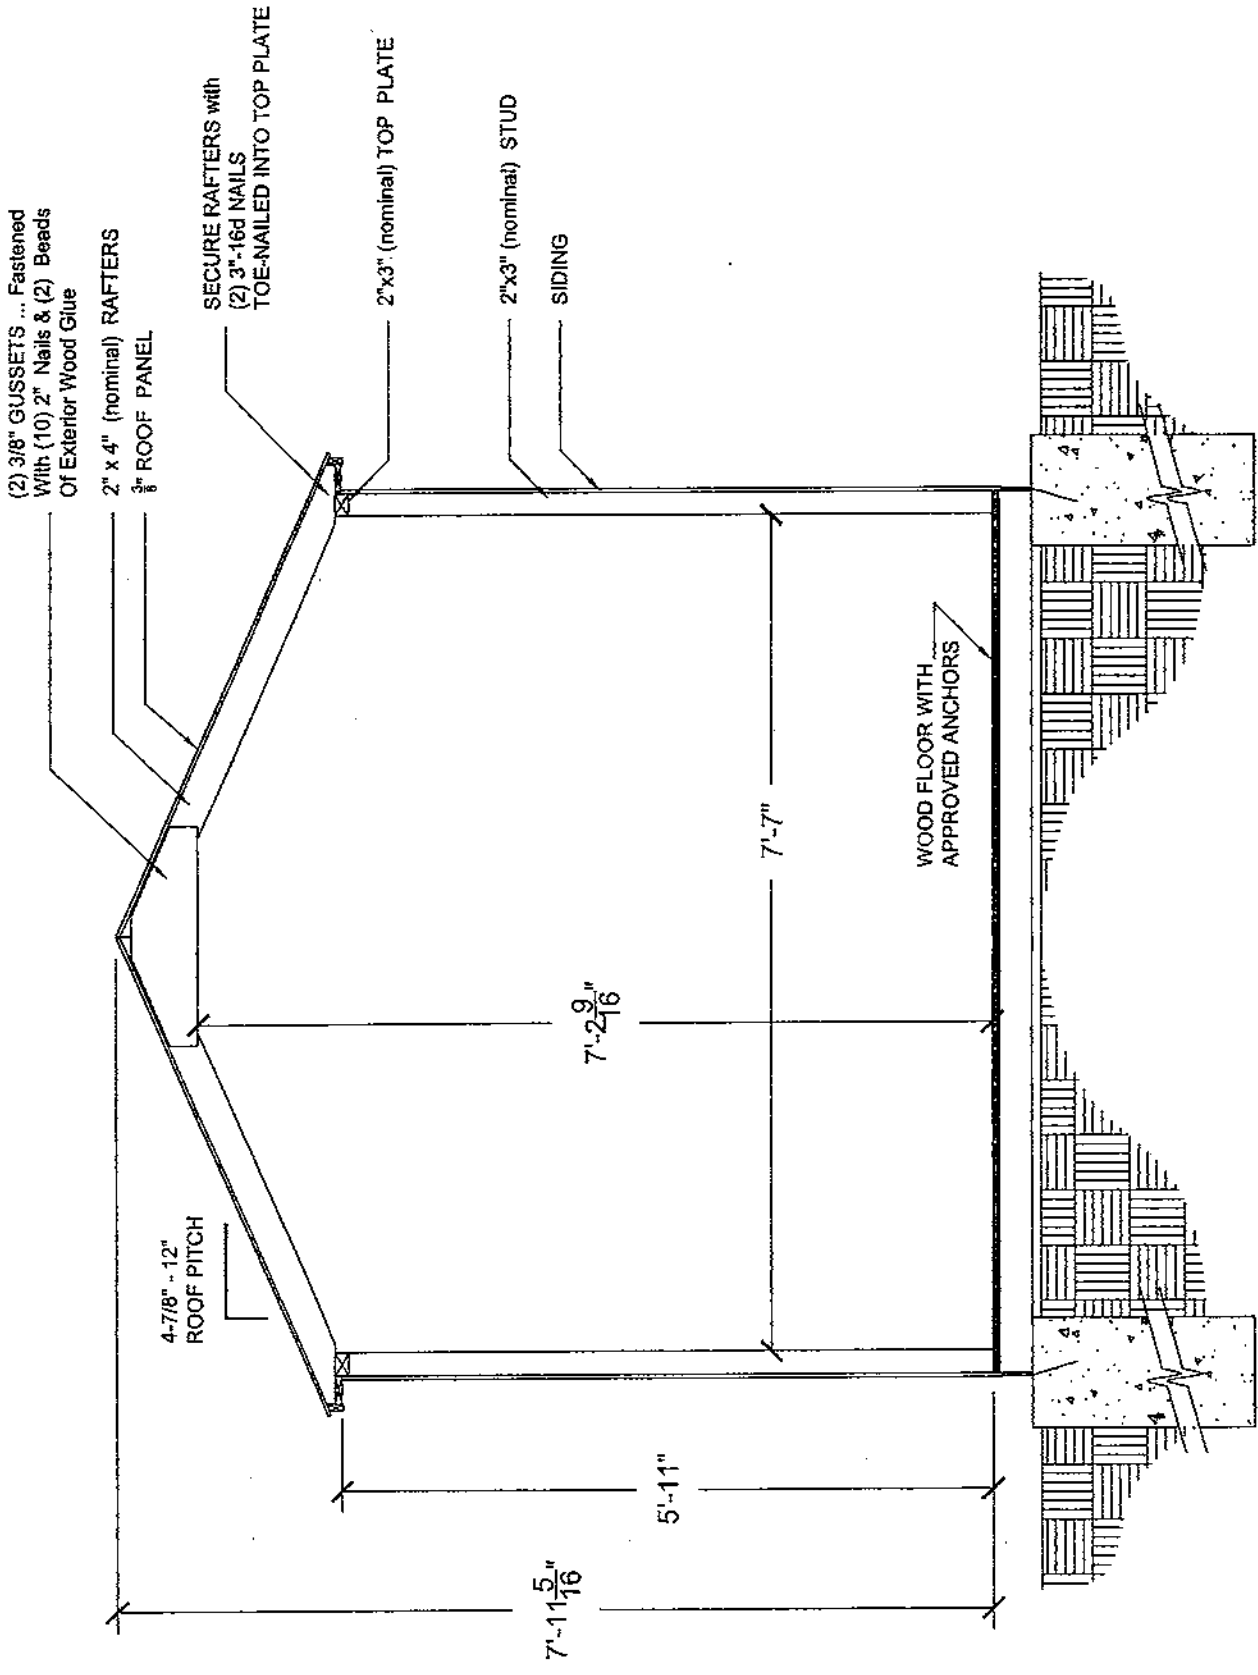 (2) 3/8" GUSSETS ... Fastened
With (10) 2" Nails & (2) Beads
Of Exterior Wood Glue
2" x 4" (nominal) RAFTERS
3/8" ROOF PANEL
SECURE RAFTERS with
(2) 3"-16d NAILS
TOE-NAILED INTO TOP PLATE
2"x3" (nominal) TOP PLATE
2"x3" (nominal) STUD
SIDING
4-7/8" - 12"
ROOF PITCH
7'-2 9/16"
7'-7"
WOOD FLOOR WITH
APPROVED ANCHORS
5'-11"
7'-11 5/16"